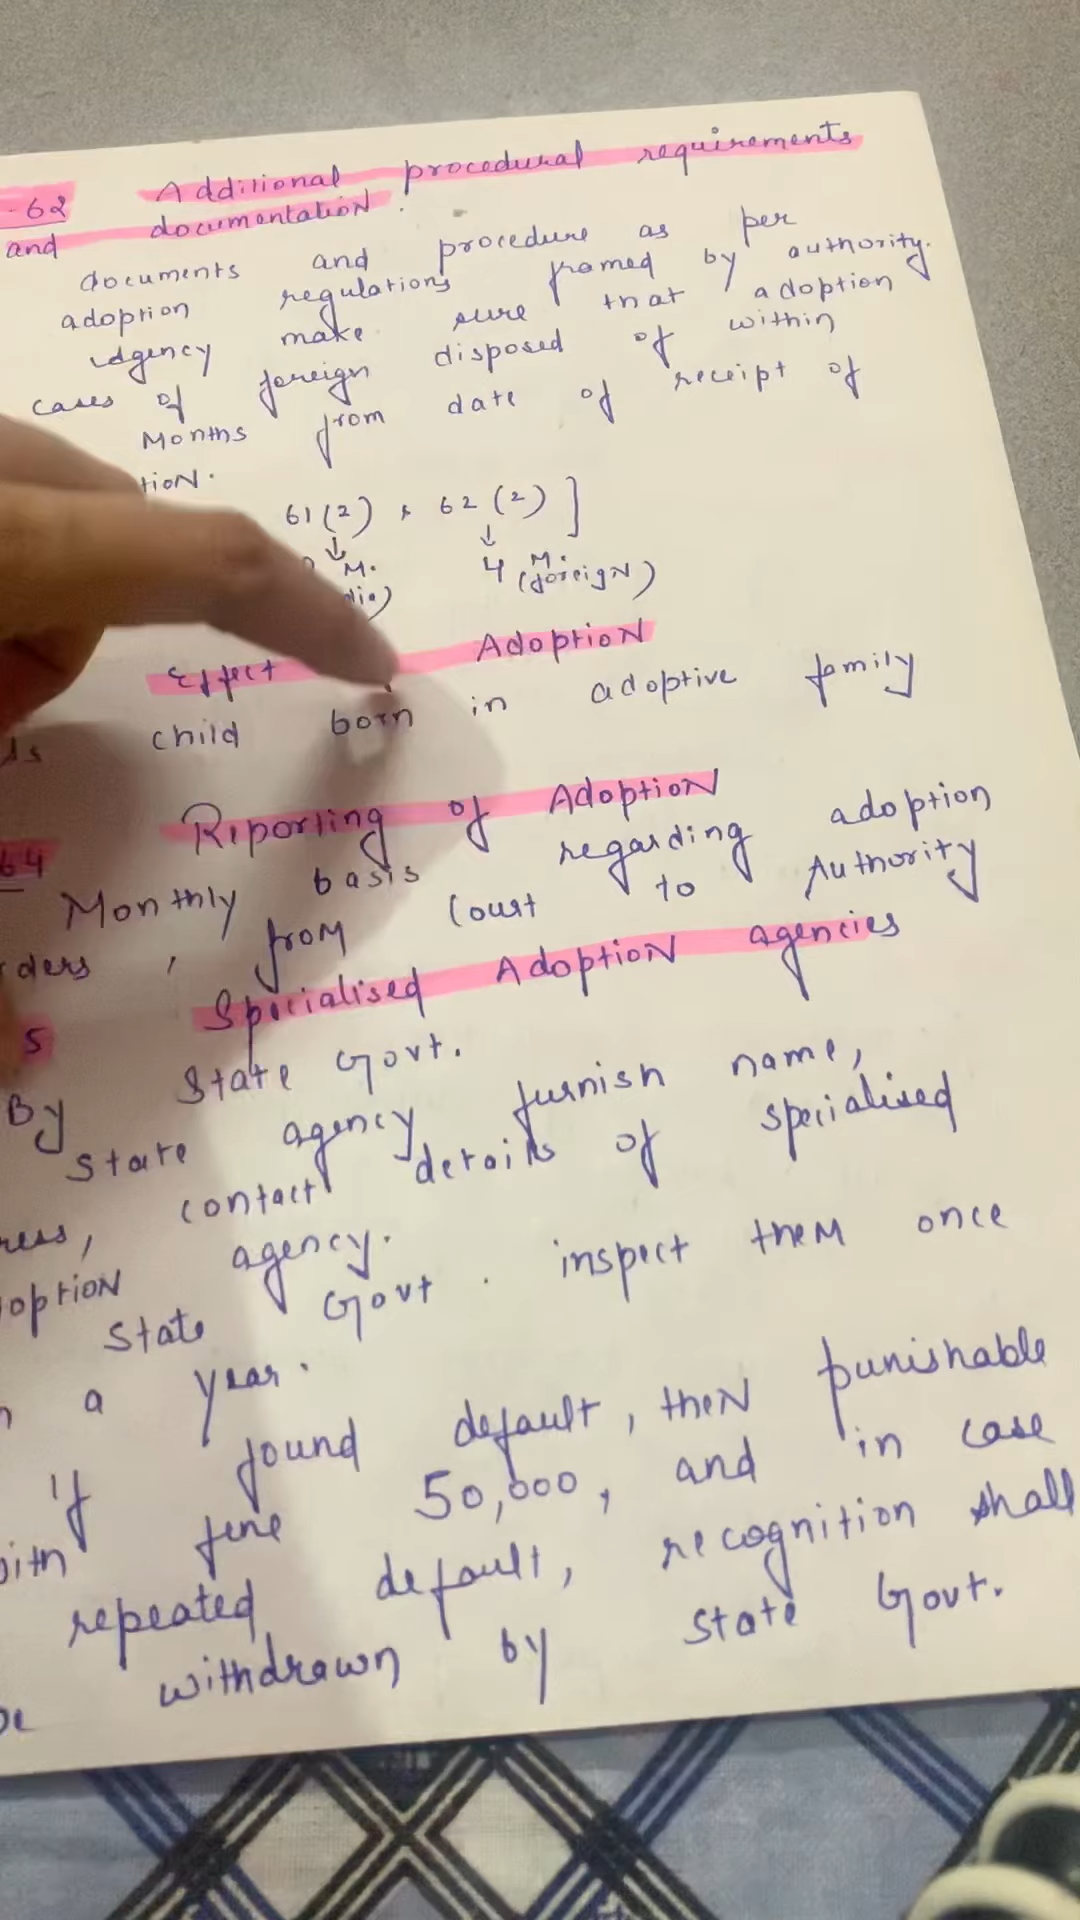 -62 Additional procedural requirements
and documentation.
documents and procedure as per
adoption regulations framed by authority.
Agency make sure that adoption
cases of foreign disposed of within
Months from date of receipt of
tion.
61(2) & 62(2)]
M. 4 M.
(foreign)
Effect Adoption
child born in adoptive family
64 Reporting of Adoption
Monthly basis regarding adoption
rders, from Court to Authority
5 Specialised Adoption agencies
By State Govt.
State agency furnish name,
ress, contact details of specialised
option agency.
State Govt. inspect them once
a year.
If found default, then punishable
with fine 50,000, and in case
repeated default, recognition shall
withdrawn by State Govt.